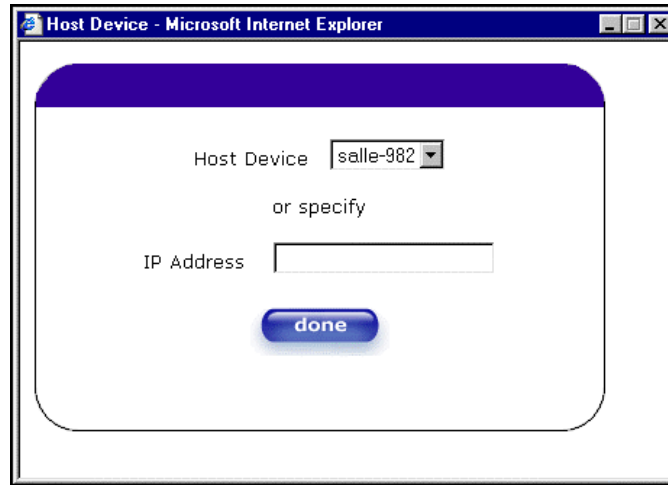 Host Device - Microsoft Internet Explorer
Host Device salle-982
or specify
IP Address
done